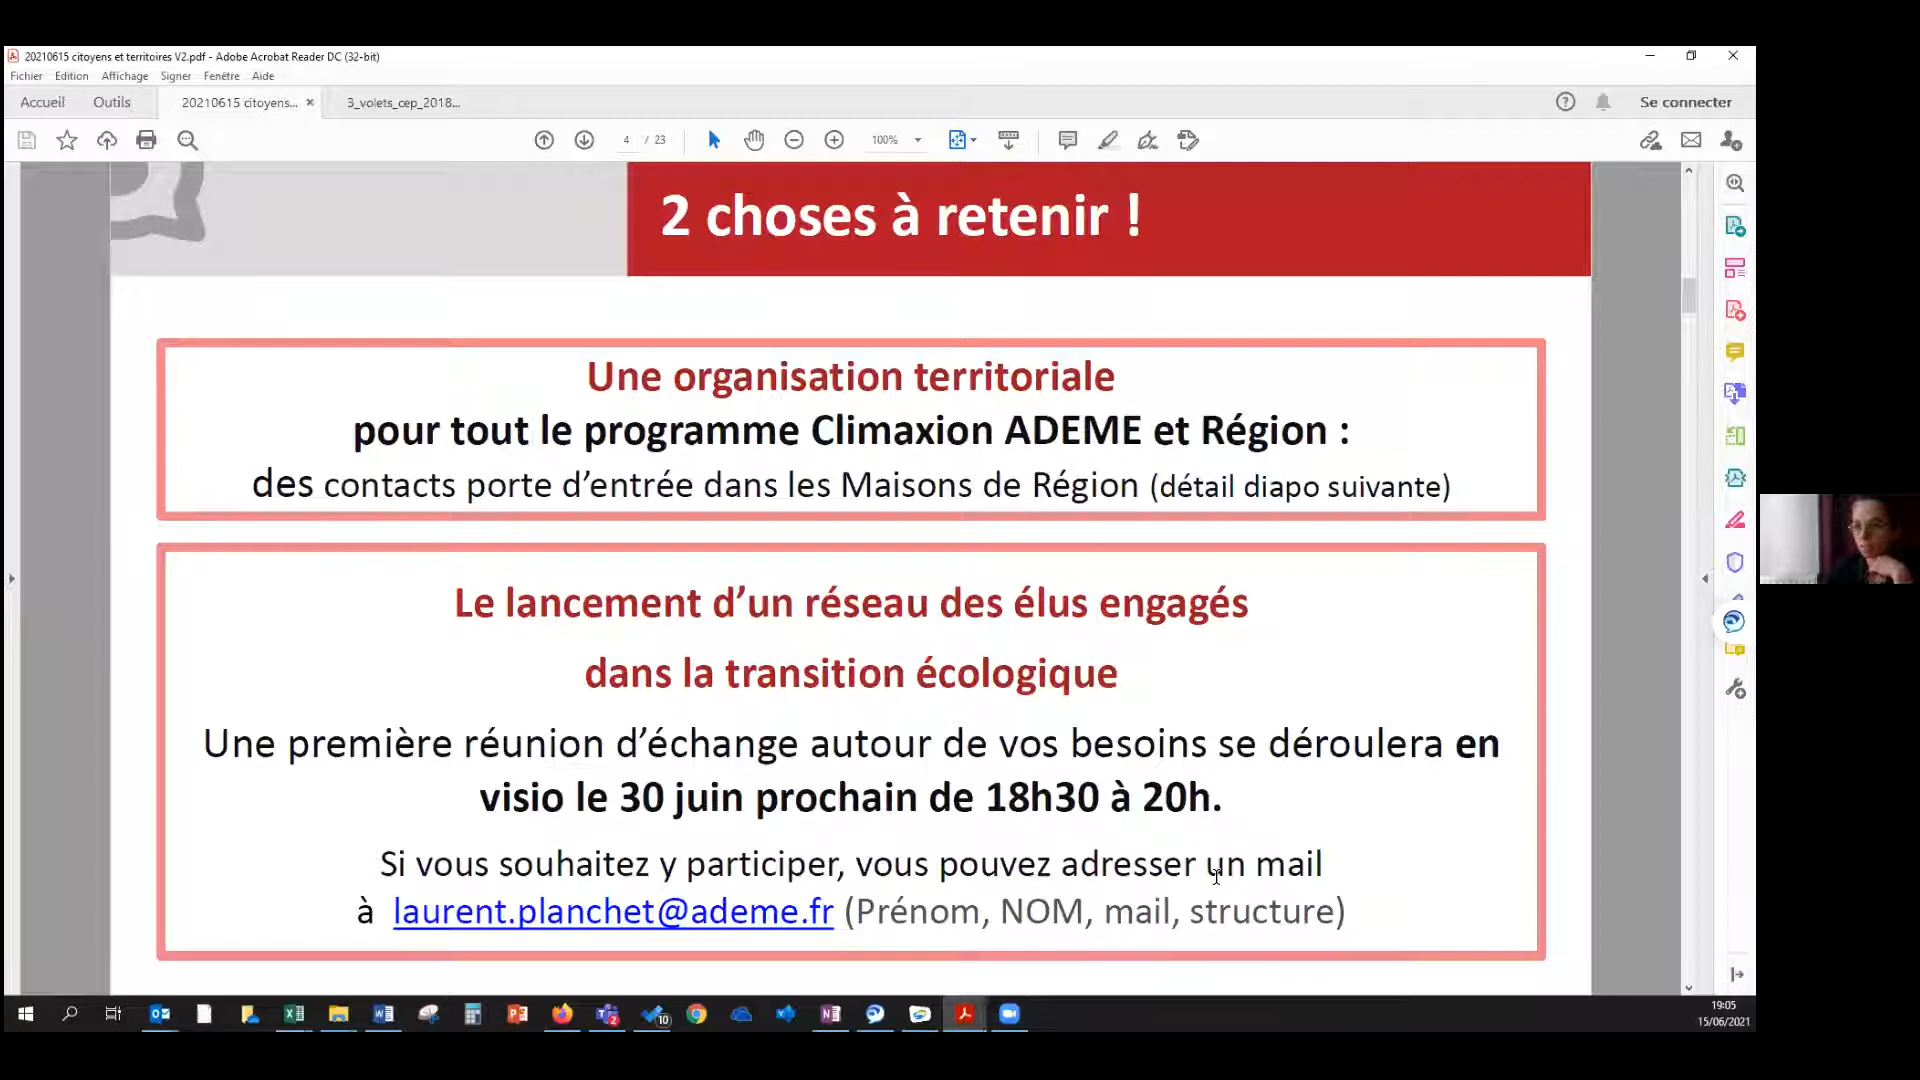 20210615 citoyens et territoires V2.pdf - Adobe Acrobat Reader DC (32-bit)
Fichier Edition Affichage Signer Fenêtre Aide
Accueil Outils 20210615 citoyens... × 3_volets_cep_2018... Se connecter
4 / 23 100%
2 choses à retenir !
Une organisation territoriale
pour tout le programme Climaxion ADEME et Région :
des contacts porte d’entrée dans les Maisons de Région (détail diapo suivante)
Le lancement d’un réseau des élus engagés
dans la transition écologique
Une première réunion d’échange autour de vos besoins se déroulera en
visio le 30 juin prochain de 18h30 à 20h.
Si vous souhaitez y participer, vous pouvez adresser un mail
à laurent.planchet@ademe.fr (Prénom, NOM, mail, structure)
10
19:05
15/06/2021